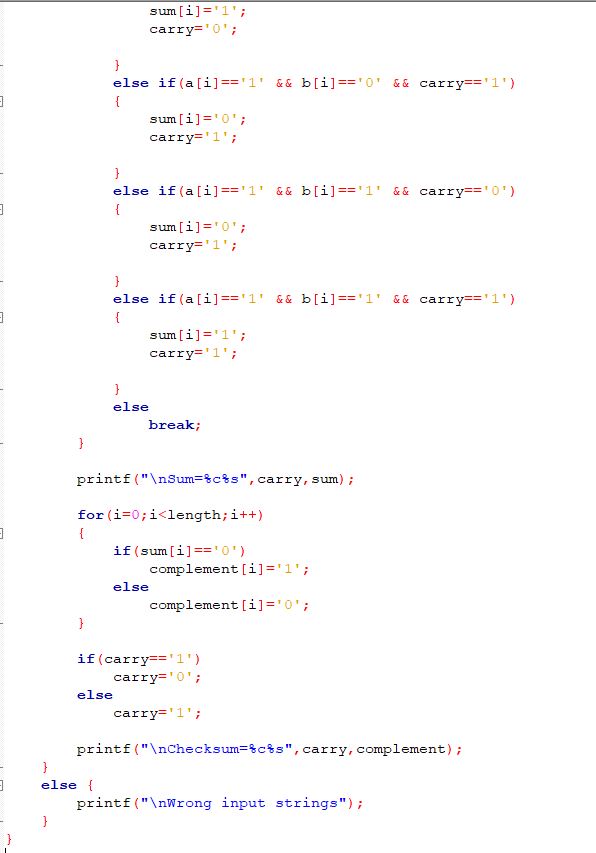 sum[i]='1';
carry='0';
}
else if(a[i]=='1' && b[i]=='0' && carry=='1')
{
sum[i]='0';
carry='1';
}
else if(a[i]=='1' && b[i]=='1' && carry=='0')
{
sum[i]='0';
carry='1';
}
else if(a[i]=='1' && b[i]=='1' && carry=='1')
{
sum[i]='1';
carry='1';
}
else
break;
}
printf("\nSum=%c%s",carry,sum);
for(i=0;i<length;i++)
{
if(sum[i]=='0')
complement[i]='1';
else
complement[i]='0';
}
if(carry=='1')
carry='0';
else
carry='1';
printf("\nChecksum=%c%s",carry,complement);
}
else {
printf("\nWrong input strings");
}
}